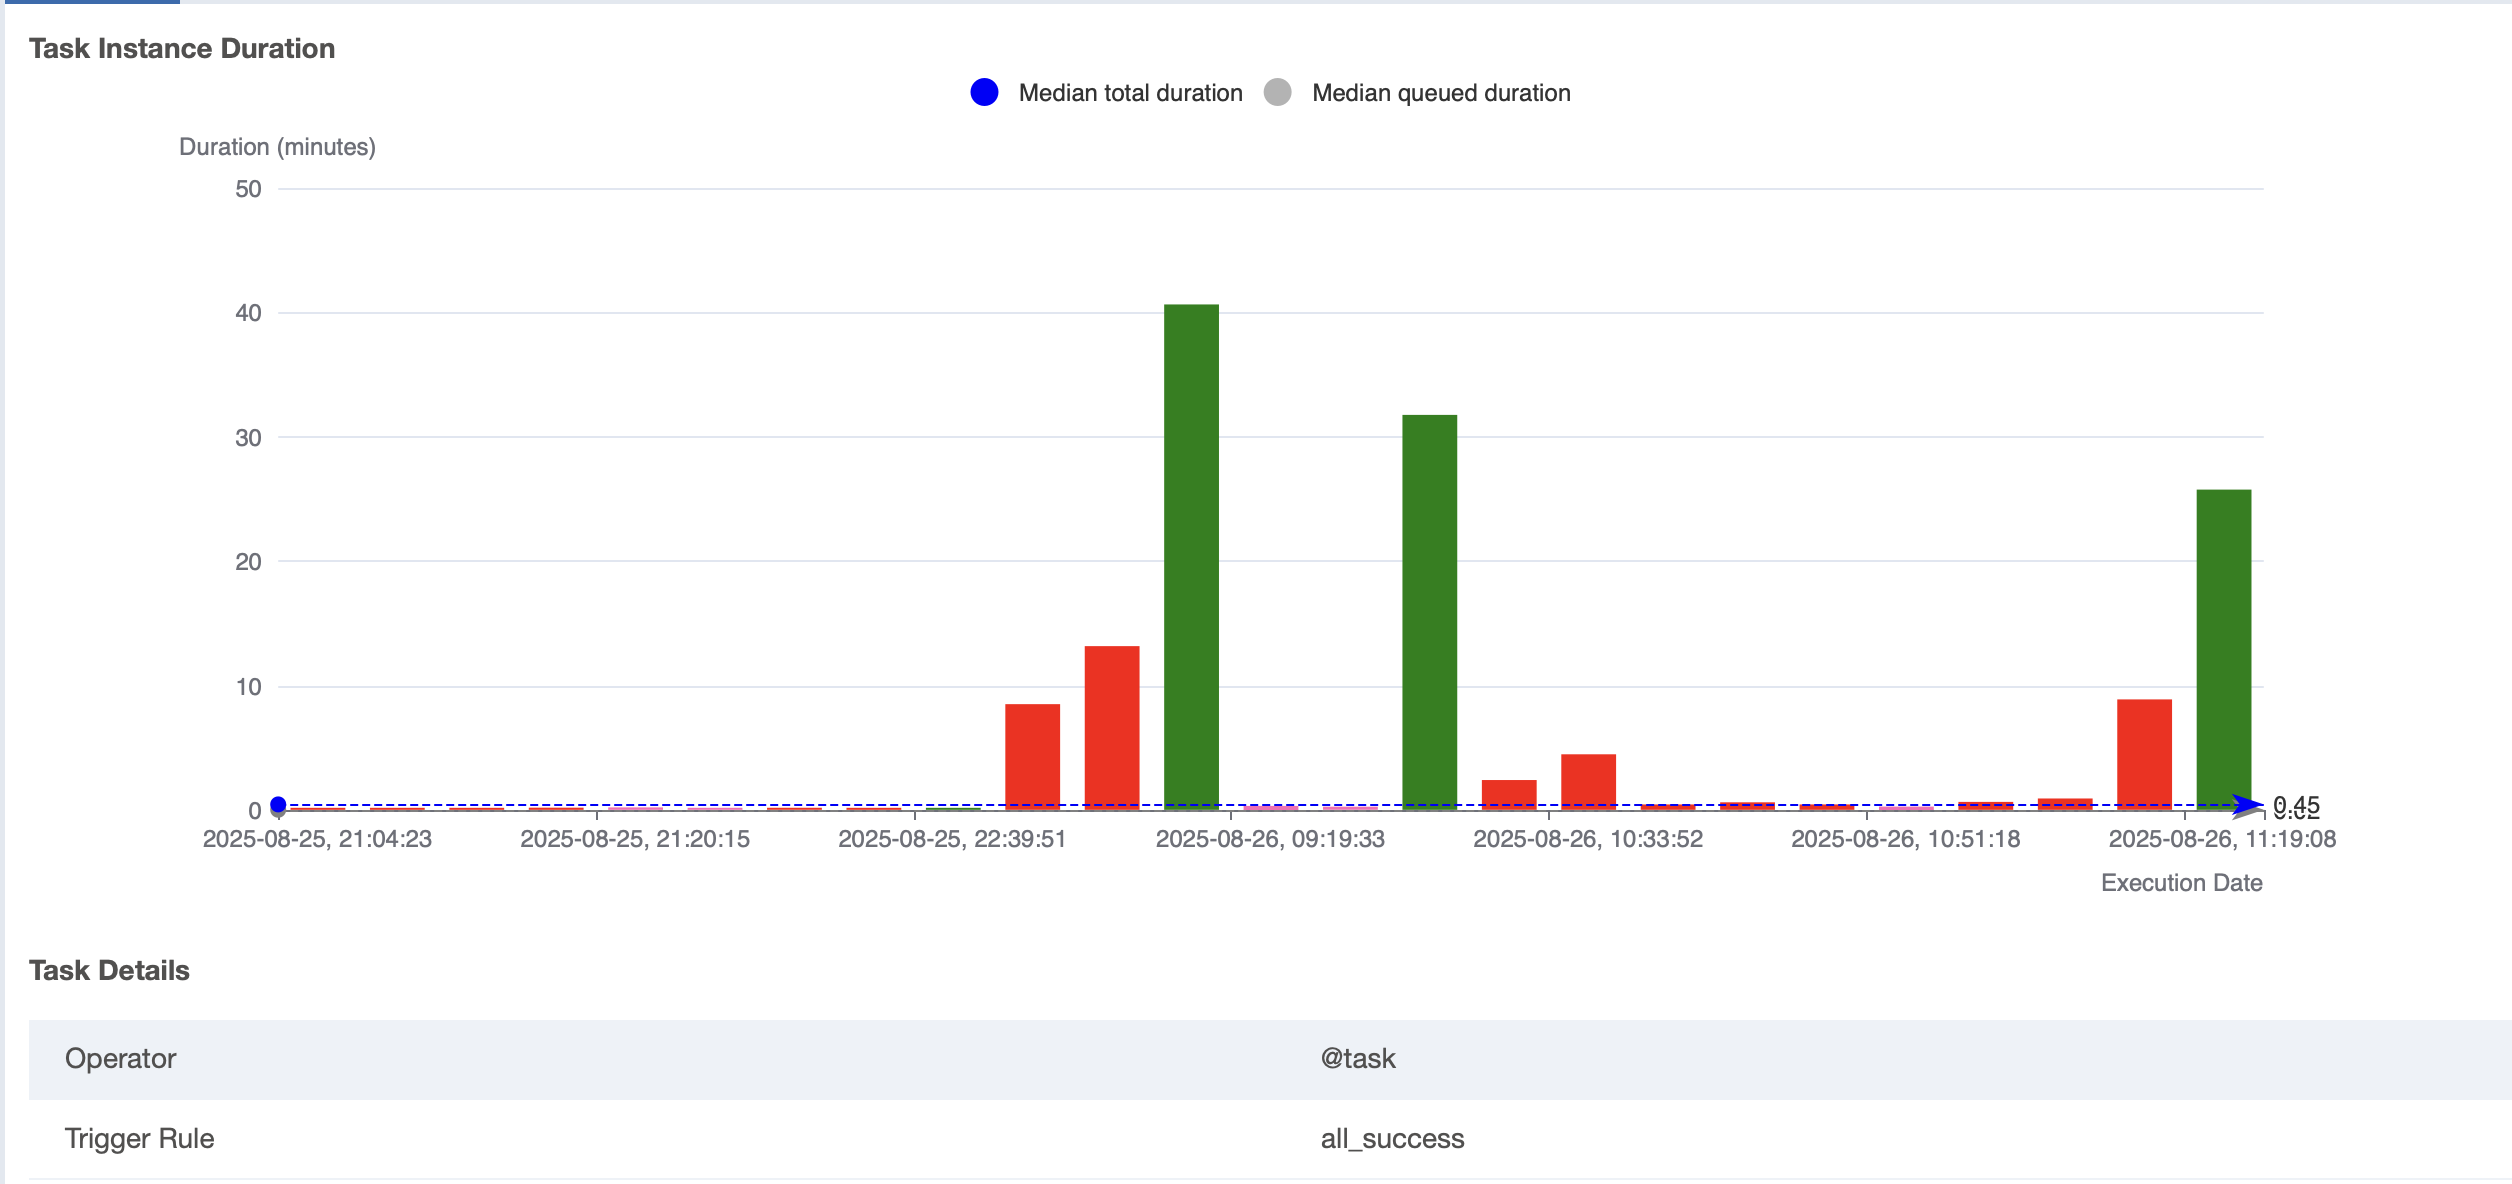 Task Instance Duration
Median total duration Median queued duration
Duration (minutes)
50
40
30
20
10
0
0.45
2025-08-25, 21:04:23 2025-08-25, 21:20:15 2025-08-25, 22:39:51 2025-08-26, 09:19:33 2025-08-26, 10:33:52 2025-08-26, 10:51:18 2025-08-26, 11:19:08
Execution Date
Task Details
Operator @task
Trigger Rule all_success